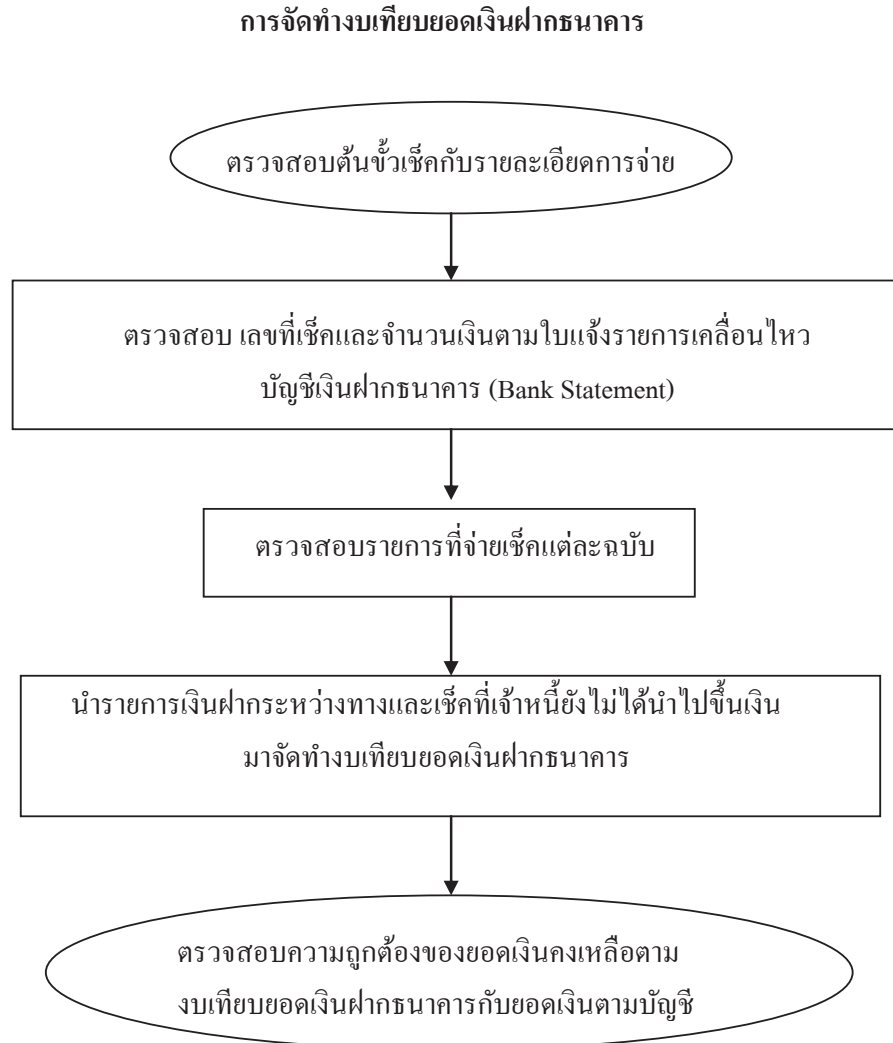 การจัดทำงบเทียบยอดเงินฝากธนาคาร
ตรวจสอบต้นขั้วเช็คกับรายละเอียดการจ่าย
ตรวจสอบ เลขที่เช็คและจำนวนเงินตามใบแจ้งรายการเคลื่อนไหว
บัญชีเงินฝากธนาคาร (Bank Statement)
ตรวจสอบรายการที่จ่ายเช็คแต่ละฉบับ
นำรายการเงินฝากระหว่างทางและเช็คที่เจ้าหนี้ยังไม่ได้นำไปขึ้นเงิน
มาจัดทำงบเทียบยอดเงินฝากธนาคาร
ตรวจสอบความถูกต้องของยอดเงินคงเหลือตาม
งบเทียบยอดเงินฝากธนาคารกับยอดเงินตามบัญชี